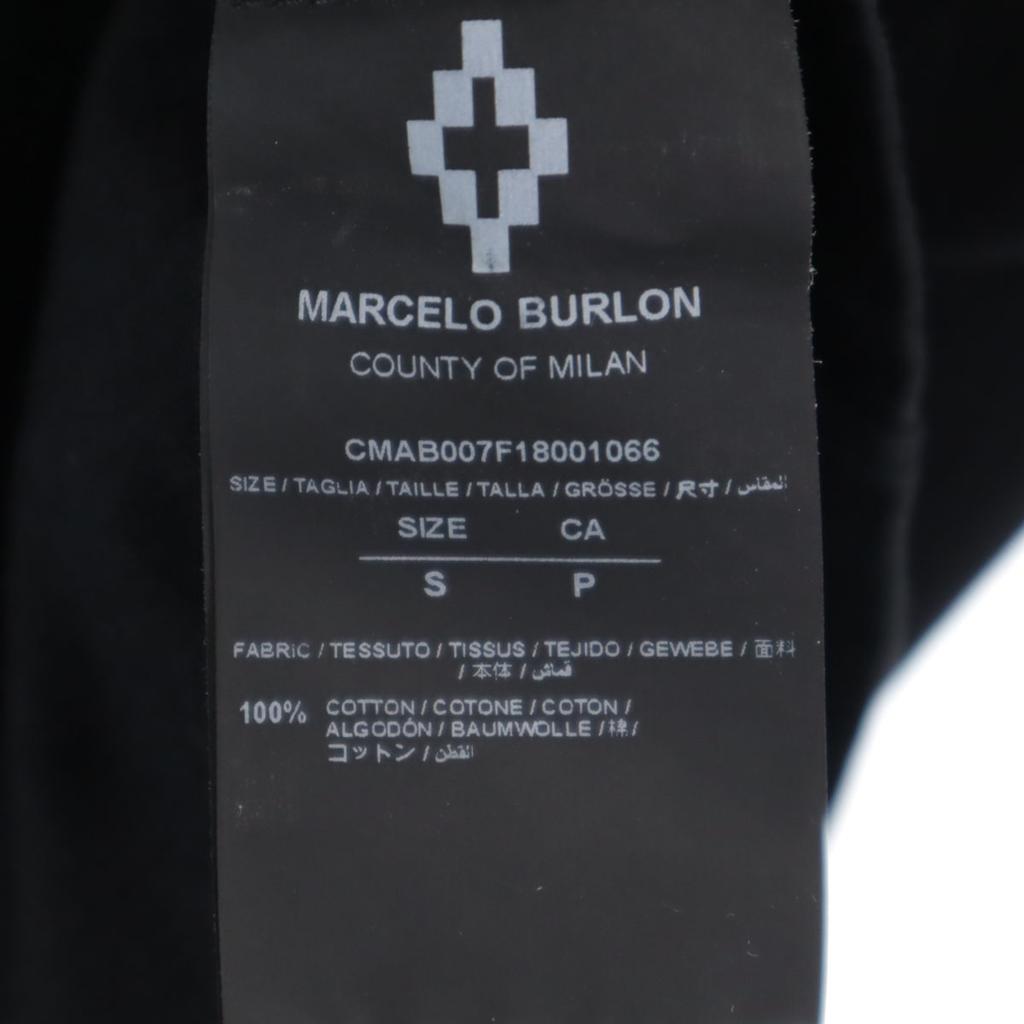 MARCELO BURLON
COUNTY OF MILAN
CMAB007F18001066
SIZE / TAGLIA / TAILLE / TALLA / GRÖSSE / 尺寸 / المقاس
SIZE CA
S P
FABRIC / TESSUTO / TISSUS / TEJIDO / GEWEBE / 面料
/ 本体 / قماش
100% COTTON / COTONE / COTON /
ALGODÓN / BAUMWOLLE / 棉 /
コットン / القطن